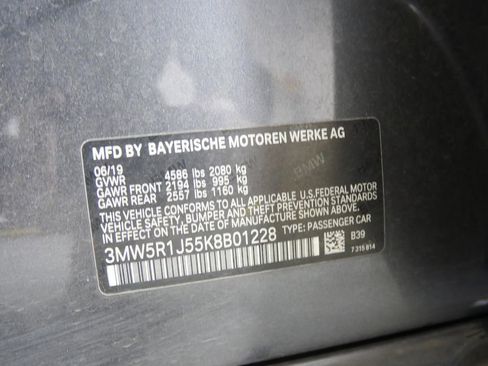 MFD BY BAYERISCHE MOTOREN WERKE AG
06/19
GVWR 4586 lbs 2080 kg
GAWR FRONT 2194 lbs 995 kg
GAWR REAR 2557 lbs 1160 kg
THIS VEHICLE CONFORMS TO ALL APPLICABLE U.S. FEDERAL MOTOR
VEHICLE SAFETY, BUMPER, AND THEFT PREVENTION STANDARDS IN
EFFECT ON THE DATE OF MANUFACTURE SHOWN ABOVE.
3MW5R1J55K8B01228 TYPE: PASSENGER CAR
B39
7 315 814
BMW